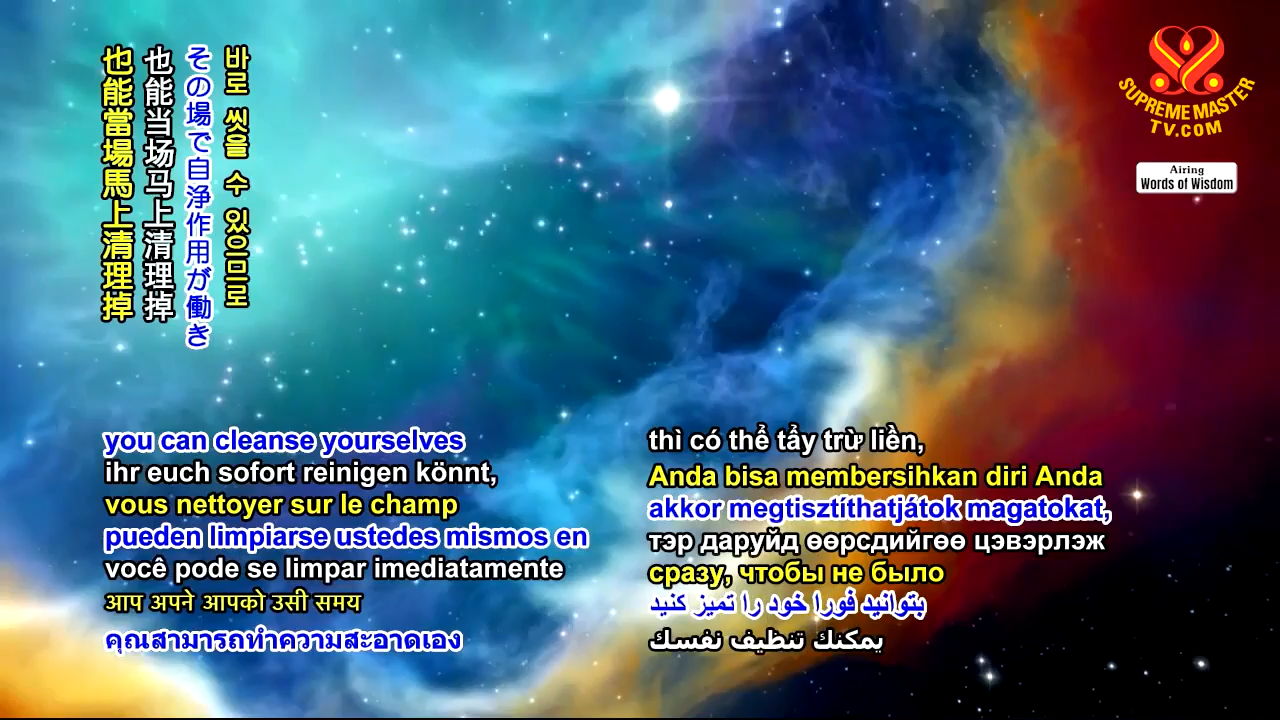 也能當場馬上清理掉
也能当场马上清理掉
その場で自浄作用が働き
바로 씻을 수 있으므로
SUPREME MASTER
TV.COM
Airing
Words of Wisdom
you can cleanse yourselves
ihr euch sofort reinigen könnt,
vous nettoyer sur le champ
pueden limpiarse ustedes mismos en
você pode se limpar imediatamente
आप अपने आपको उसी समय
คุณสามารถทำความสะอาดเอง
thì có thể tẩy trừ liền,
Anda bisa membersihkan diri Anda
akkor megtisztíthatjátok magatokat,
тэр даруйд өөрсдийгөө цэвэрлэж
сразу, чтобы не было
بتوانید فورا خود را تمیز کنید
يمكنك تنظيف نفسك